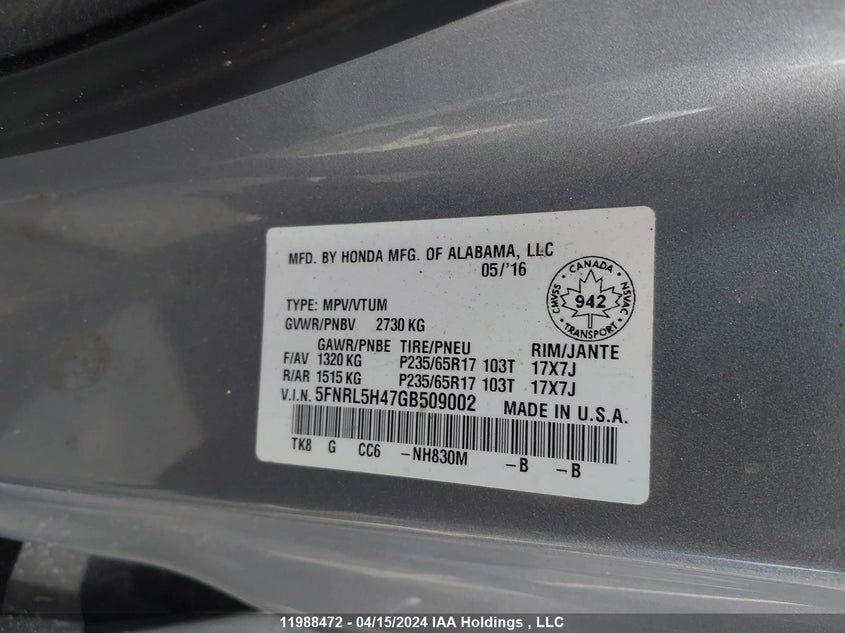 MFD. BY HONDA MFG. OF ALABAMA, LLC
05/'16
TYPE: MPV/VTUM
GVWR/PNBV 2730 KG
GAWR/PNBE TIRE/PNEU RIM/JANTE
F/AV 1320 KG P235/65R17 103T 17X7J
R/AR 1515 KG P235/65R17 103T 17X7J
V.I.N. 5FNRL5H47GB509002 MADE IN U.S.A.
TK8 G CC6 -NH830M -B -B
CANADA
CMVSS 942 NSVAC
TRANSPORT
11988472 - 04/15/2024 IAA Holdings , LLC